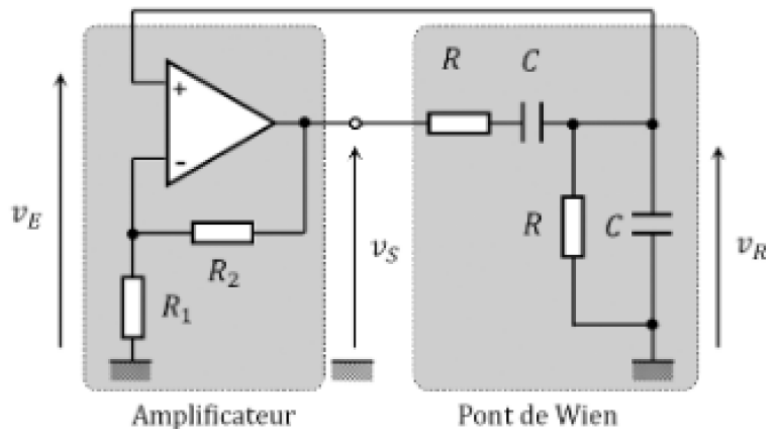 R C
+
-
v_E
R_2
v_S
R C
v_R
R_1
Amplificateur Pont de Wien